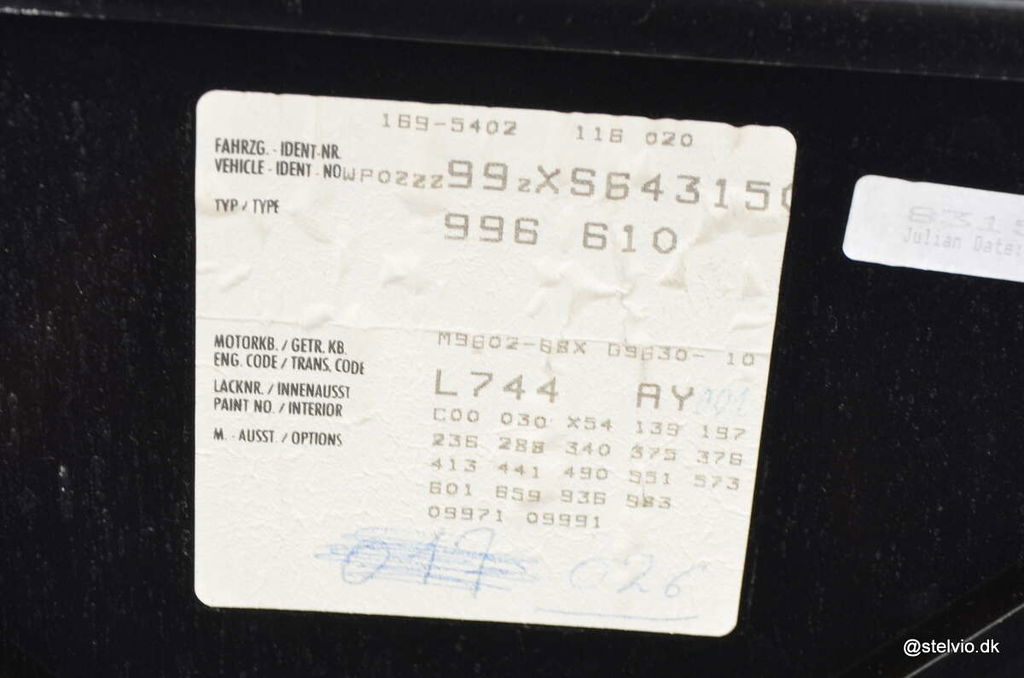 169-5402 116 020
FAHRZG. - IDENT-NR.
VEHICLE - IDENT - NO WP0ZZZ99ZXS643150
TYP / TYPE 996 610
MOTORKB. / GETR. KB. M9602-68X G9630- 10
ENG. CODE / TRANS. CODE
LACKNR. / INNENAUSST L744 AY
PAINT NO. / INTERIOR C00 030 X54 139 197
M. - AUSST. / OPTIONS 236 288 340 375 376
413 441 490 551 573
601 659 936 983
09971 09991
017 026
Julian Date:
@stelvio.dk